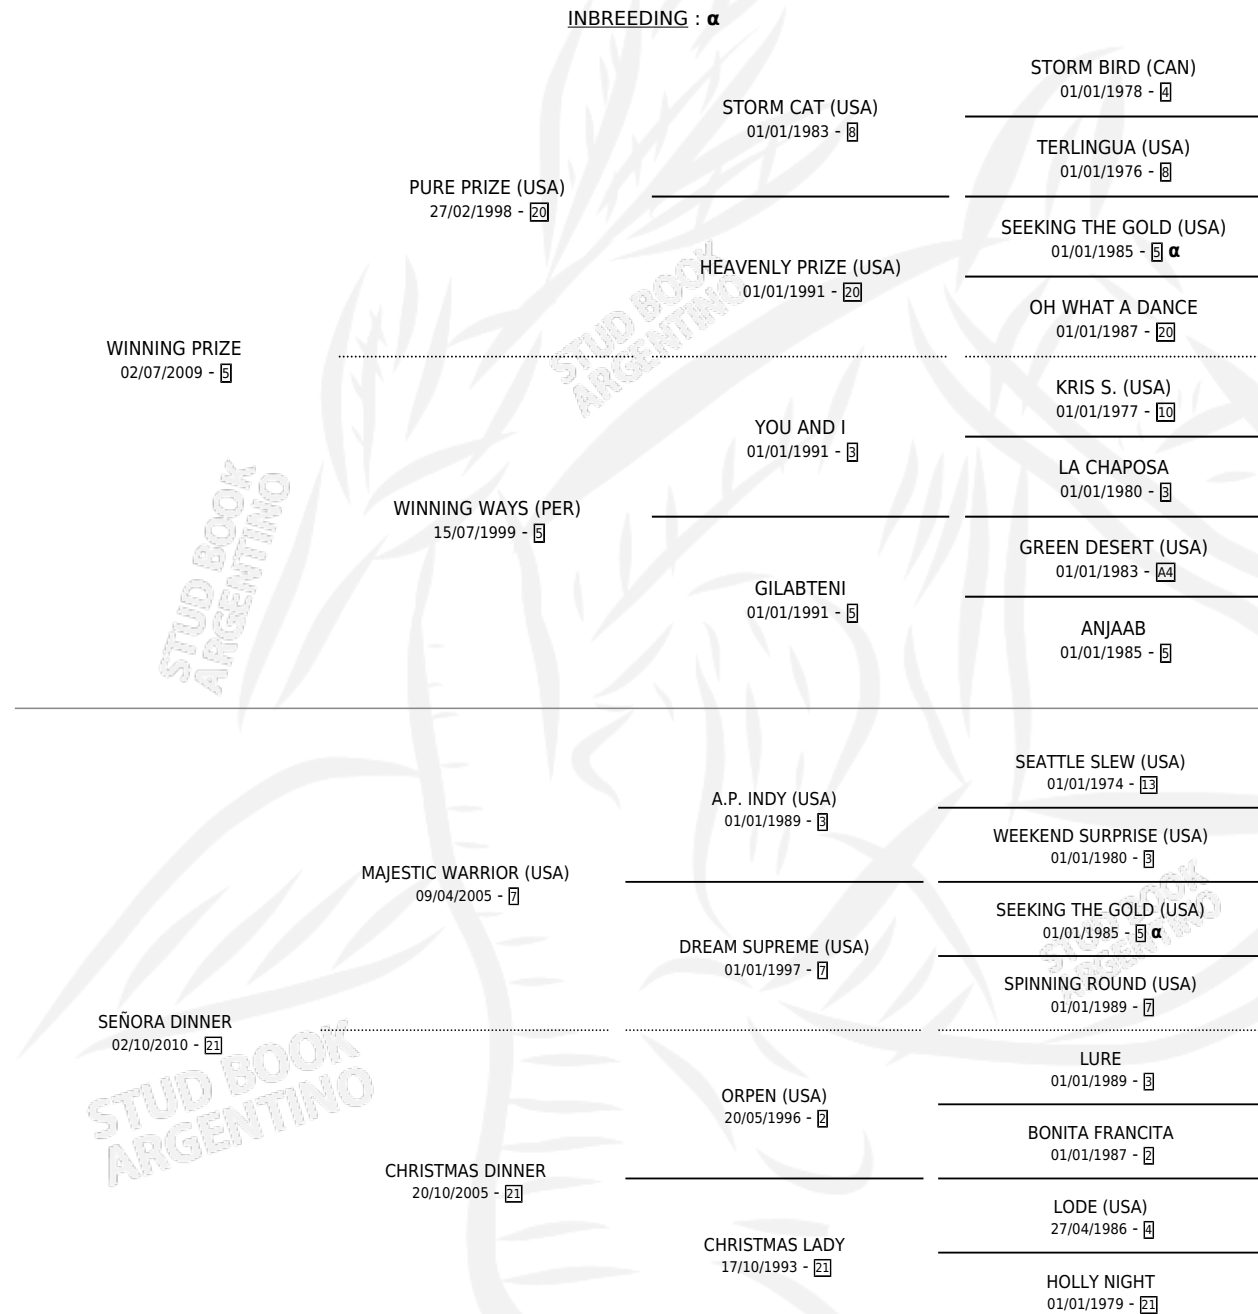 INBREEDING : α
STORM BIRD (CAN)
01/01/1978 - 4
STORM CAT (USA)
01/01/1983 - 8
TERLINGUA (USA)
01/01/1976 - 8
PURE PRIZE (USA)
27/02/1998 - 20
SEEKING THE GOLD (USA)
01/01/1985 - 5 α
HEAVENLY PRIZE (USA)
01/01/1991 - 20
OH WHAT A DANCE
01/01/1987 - 20
WINNING PRIZE
02/07/2009 - 5
KRIS S. (USA)
01/01/1977 - 10
YOU AND I
01/01/1991 - 3
LA CHAPOSA
01/01/1980 - 3
WINNING WAYS (PER)
15/07/1999 - 5
GREEN DESERT (USA)
01/01/1983 - A4
GILABTENI
01/01/1991 - 5
ANJAAB
01/01/1985 - 5
SEATTLE SLEW (USA)
01/01/1974 - 13
A.P. INDY (USA)
01/01/1989 - 3
WEEKEND SURPRISE (USA)
01/01/1980 - 3
MAJESTIC WARRIOR (USA)
09/04/2005 - 7
SEEKING THE GOLD (USA)
01/01/1985 - 5 α
DREAM SUPREME (USA)
01/01/1997 - 7
SPINNING ROUND (USA)
01/01/1989 - 7
SEÑORA DINNER
02/10/2010 - 21
LURE
01/01/1989 - 3
ORPEN (USA)
20/05/1996 - 2
BONITA FRANCITA
01/01/1987 - 2
CHRISTMAS DINNER
20/10/2005 - 21
LODE (USA)
27/04/1986 - 4
CHRISTMAS LADY
17/10/1993 - 21
HOLLY NIGHT
01/01/1979 - 21
STUD BOOK
ARGENTINO
STUD BOOK
ARGENTINO
STUD BOOK
ARGENTINO
STUD BOOK
ARGENTINO